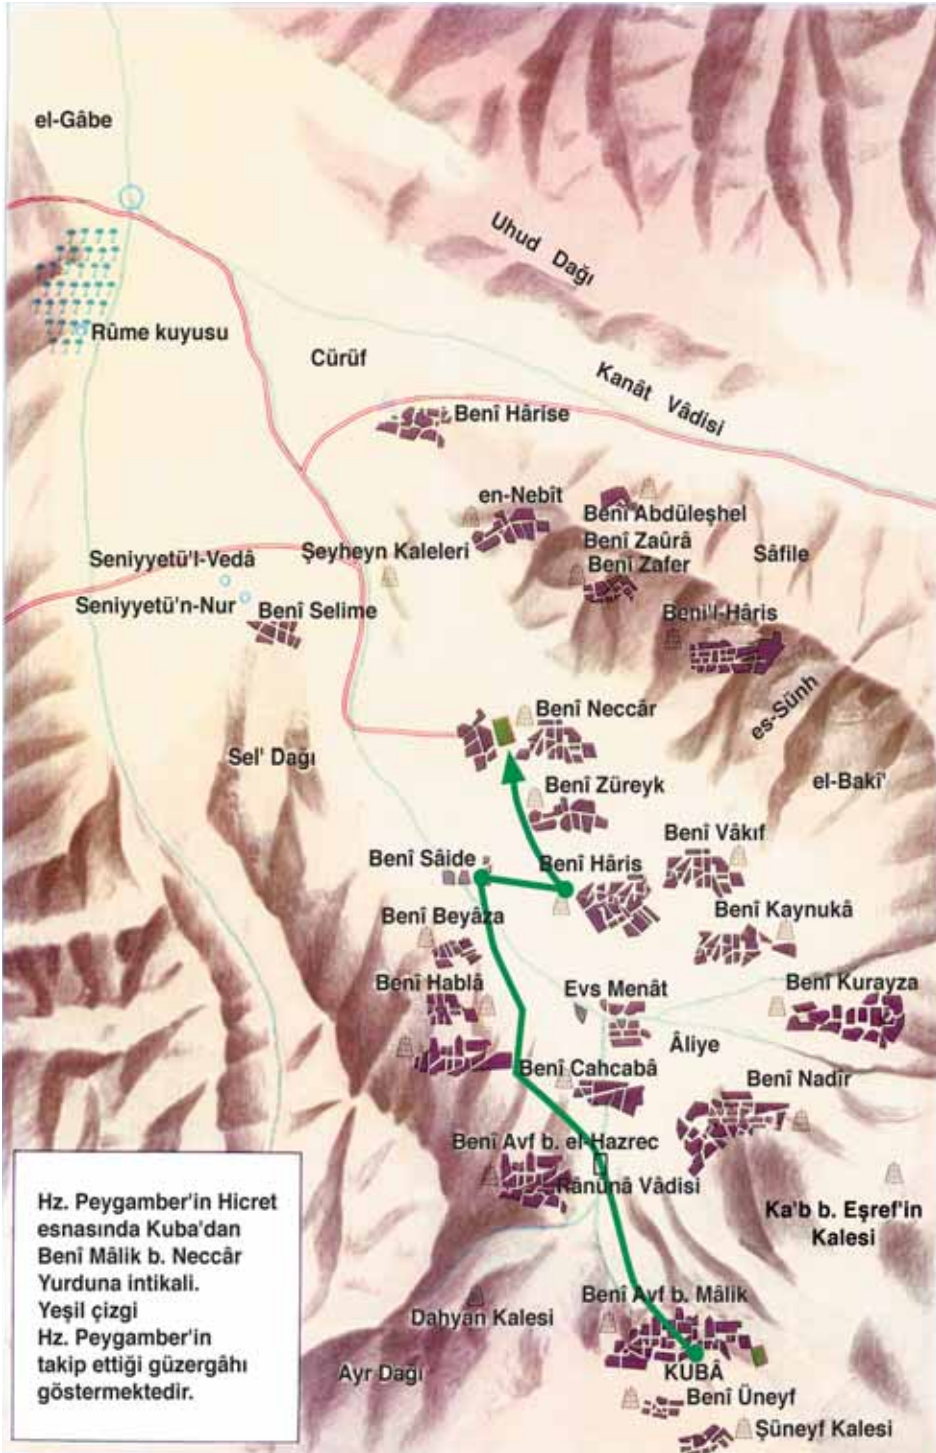 el-Gâbe
Uhud Dağı
Rûme kuyusu
Cürüf
Kanât Vâdisi
Benî Hârise
en-Nebît
Benî Abdüleşhel
Benî Zaûrâ
Seniyyetü'l-Vedâ
Şeyheyn Kaleleri
Benî Zafer
Sâfile
Seniyyetü'n-Nur
Benî Selime
Beni'l-Hâris
es-Sünh
Benî Neccâr
Sel' Dağı
el-Bakî'
Benî Züreyk
Benî Vâkıf
Benî Sâide
Benî Hâris
Benî Beyâza
Benî Kaynukâ
Benî Hablâ
Evs Menât
Benî Kurayza
Âliye
Benî Cahcabâ
Benî Nadîr
Benî Avf b. el-Hazrec
Rânûnâ Vâdisi
Ka'b b. Eşref'in
Kalesi
Hz. Peygamber'in Hicret
esnasında Kuba'dan
Benî Mâlik b. Neccâr
Yurduna intikali.
Yeşil çizgi
Hz. Peygamber'in
takip ettiği güzergâhı
göstermektedir.
Benî Avf b. Mâlik
Dahyan Kalesi
Ayr Dağı
KUBÂ
Benî Üneyf
Şüneyf Kalesi